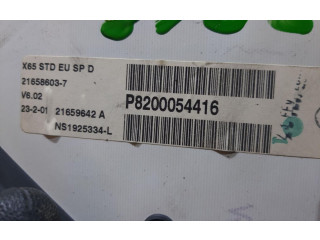 X65 STD EU SP D
21658603-7
V6.02
23-2-01 21659642 A
NS1925334-L
P8200054416